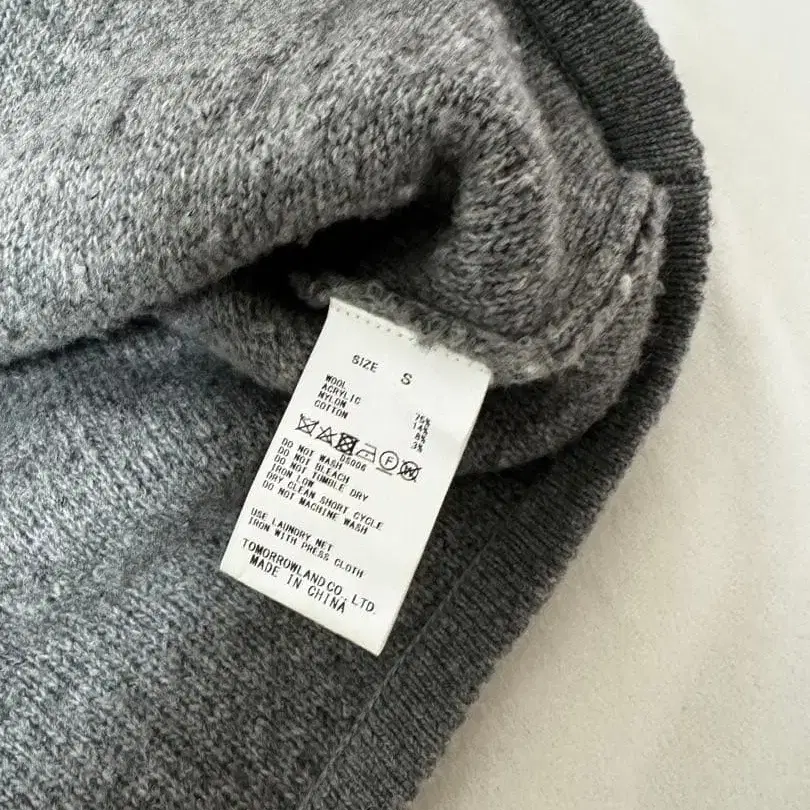 SIZE S
WOOL 75%
ACRYLIC 14%
NYLON 8%
COTTON 3%
D5006
DO NOT WASH
DO NOT BLEACH
DO NOT TUMBLE DRY
IRON LOW
DRY CLEAN SHORT CYCLE
DO NOT MACHINE WASH
USE LAUNDRY NET
IRON WITH PRESS CLOTH
TOMORROWLAND CO., LTD.
MADE IN CHINA